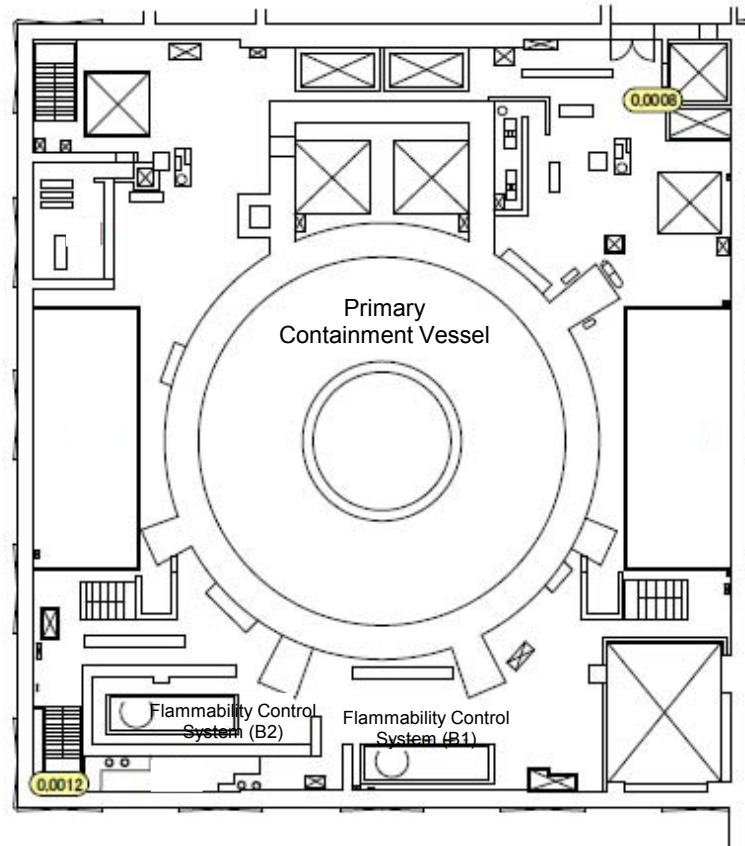 0.0008
Primary
Containment Vessel
Flammability Control
System (B2)
Flammability Control
System (B1)
0.0012